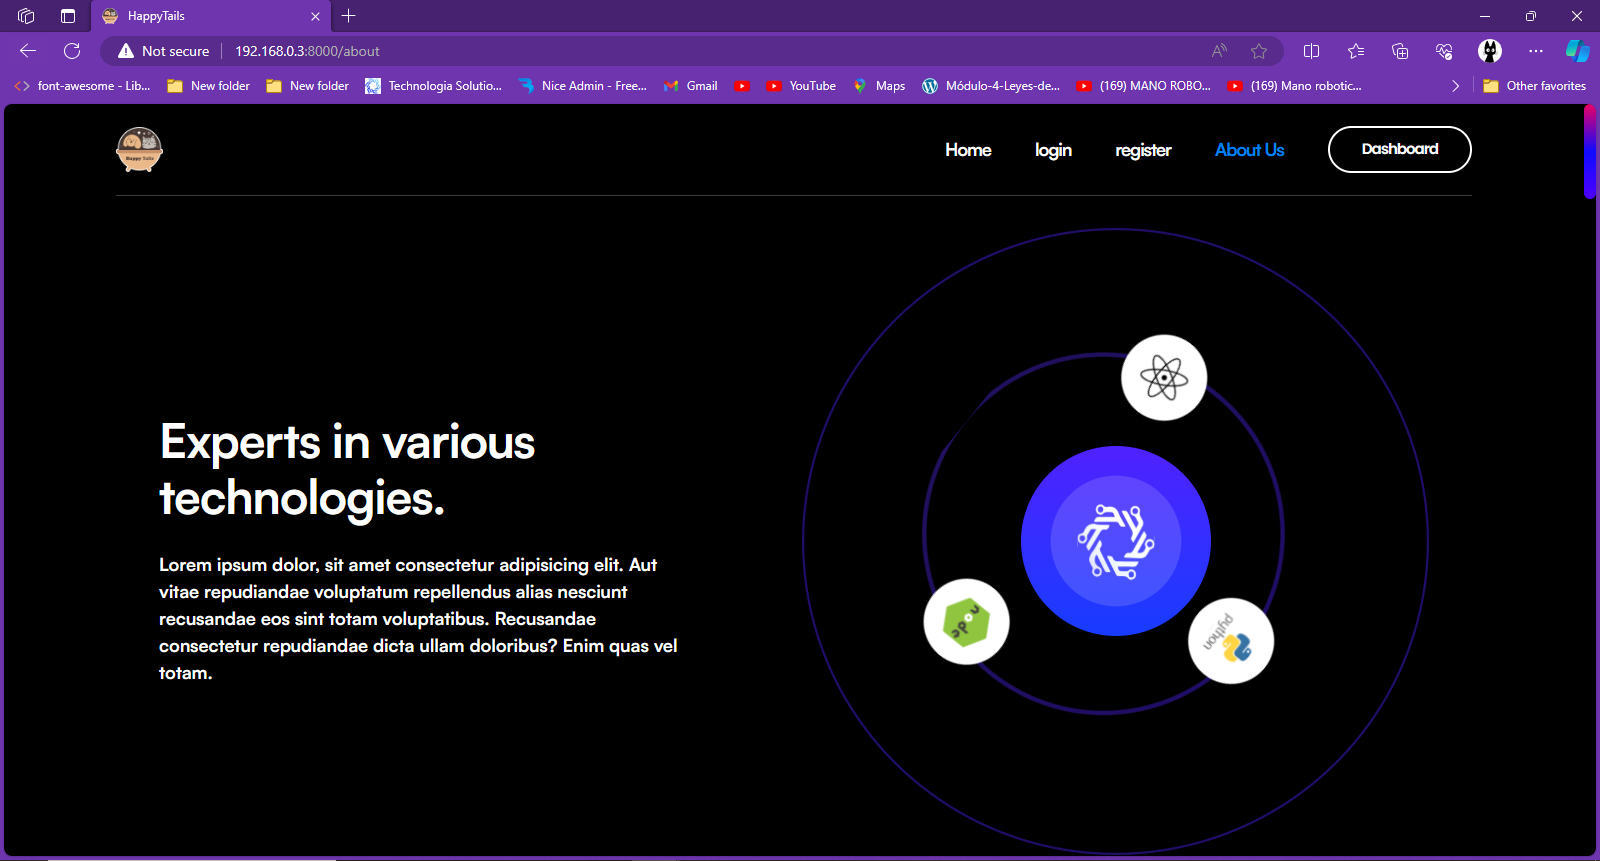 HappyTails
Not secure
192.168.0.3:8000/about
font-awesome - Lib...
New folder
New folder
Technologia Solutio...
Nice Admin - Free...
Gmail
YouTube
Maps
Módulo-4-Leyes-de...
(169) MANO ROBO...
(169) Mano robotic...
Other favorites
Happy Tails
Home
login
register
About Us
Dashboard
Experts in various
technologies.
Lorem ipsum dolor, sit amet consectetur adipisicing elit. Aut
vitae repudiandae voluptatum repellendus alias nesciunt
recusandae eos sint totam voluptatibus. Recusandae
consectetur repudiandae dicta ullam doloribus? Enim quas vel
totam.
node
python